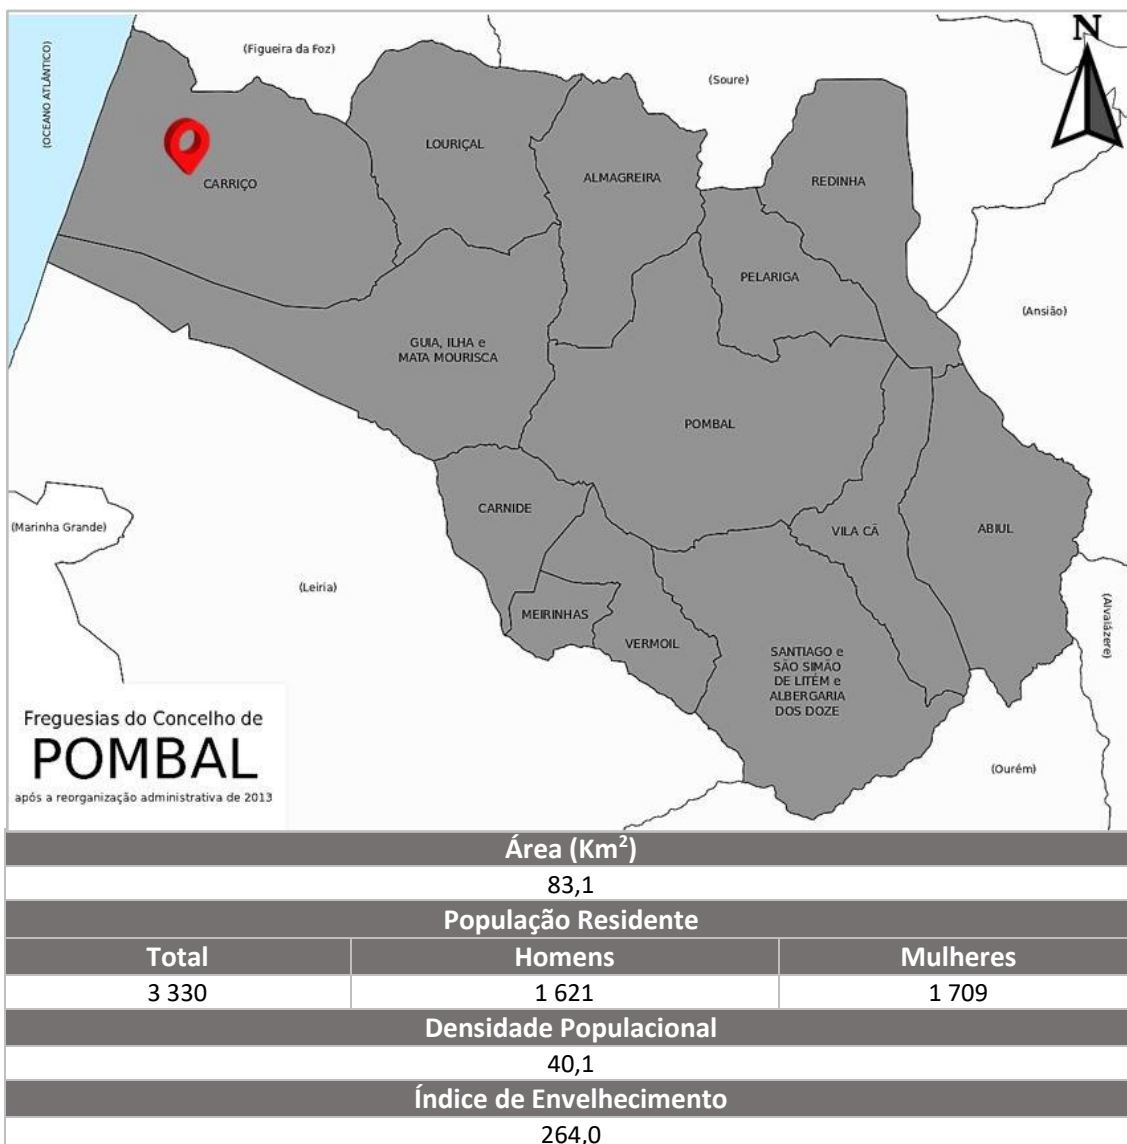 (OCEANO ATLÂNTICO)
(Figueira da Foz)
(Soure)
N
LOURIÇAL
ALMAGREIRA
REDINHA
CARRIÇO
PELARIGA
(Ansião)
GUIA, ILHA e
MATA MOURISCA
POMBAL
CARNIDE
VILA CÃ
ABIUL
(Marinha Grande)
(Leiria)
MEIRINHAS
VERMOIL
(Alvaiázere)
SANTIAGO e
SÃO SIMÃO
DE LITÉM e
ALBERGARIA
DOS DOZE
(Ourém)
Freguesias do Concelho de
POMBAL
após a reorganização administrativa de 2013
Área (Km²)
83,1
População Residente
Total Homens Mulheres
3 330 1 621 1 709
Densidade Populacional
40,1
Índice de Envelhecimento
264,0